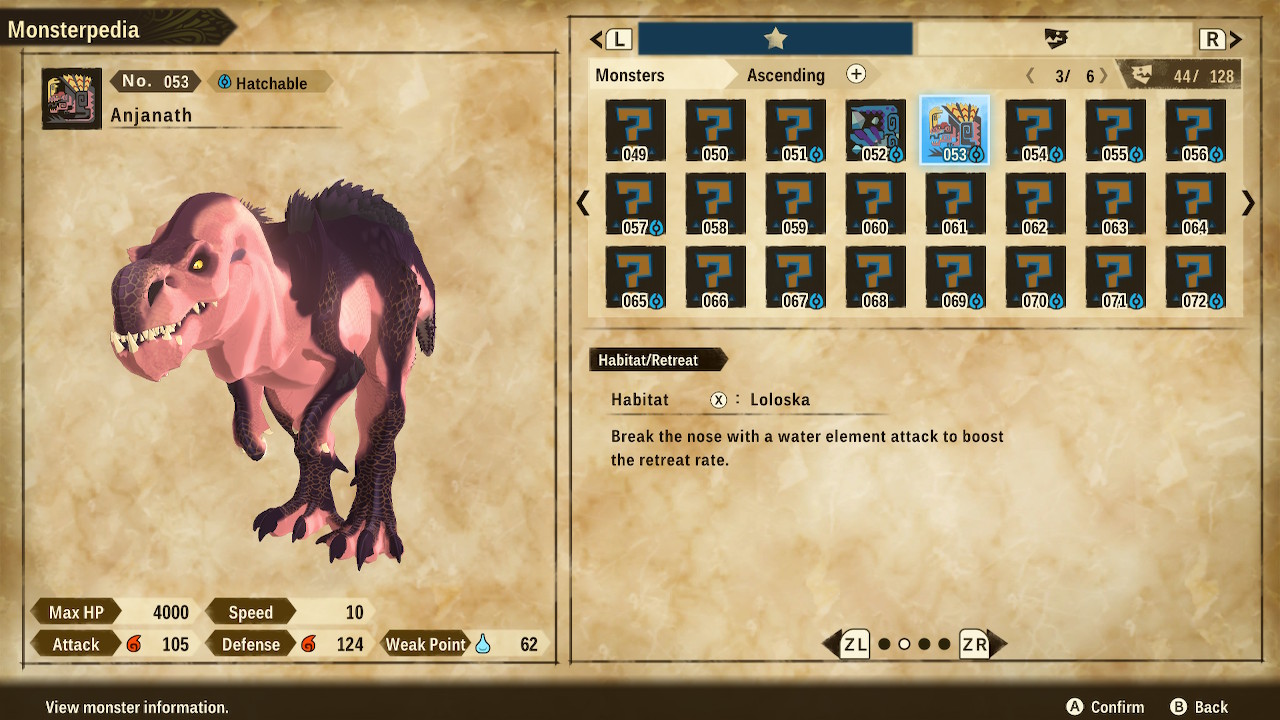 Monsterpedia
No. 053
Hatchable
Anjanath
Max HP 4000 Speed 10
Attack 105 Defense 124 Weak Point 62
L R
Monsters Ascending 3/ 6 44/ 128
049 050 051 052 053 054 055 056
057 058 059 060 061 062 063 064
065 066 067 068 069 070 071 072
Habitat/Retreat
Habitat X : Loloska
Break the nose with a water element attack to boost
the retreat rate.
ZL ZR
View monster information.
A Confirm B Back